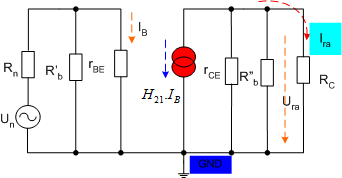 I_B
I_ra
R_n
R'_b
r_BE
H_21.I_B
r_CE
R"_b
U_ra
R_C
U_n
GND